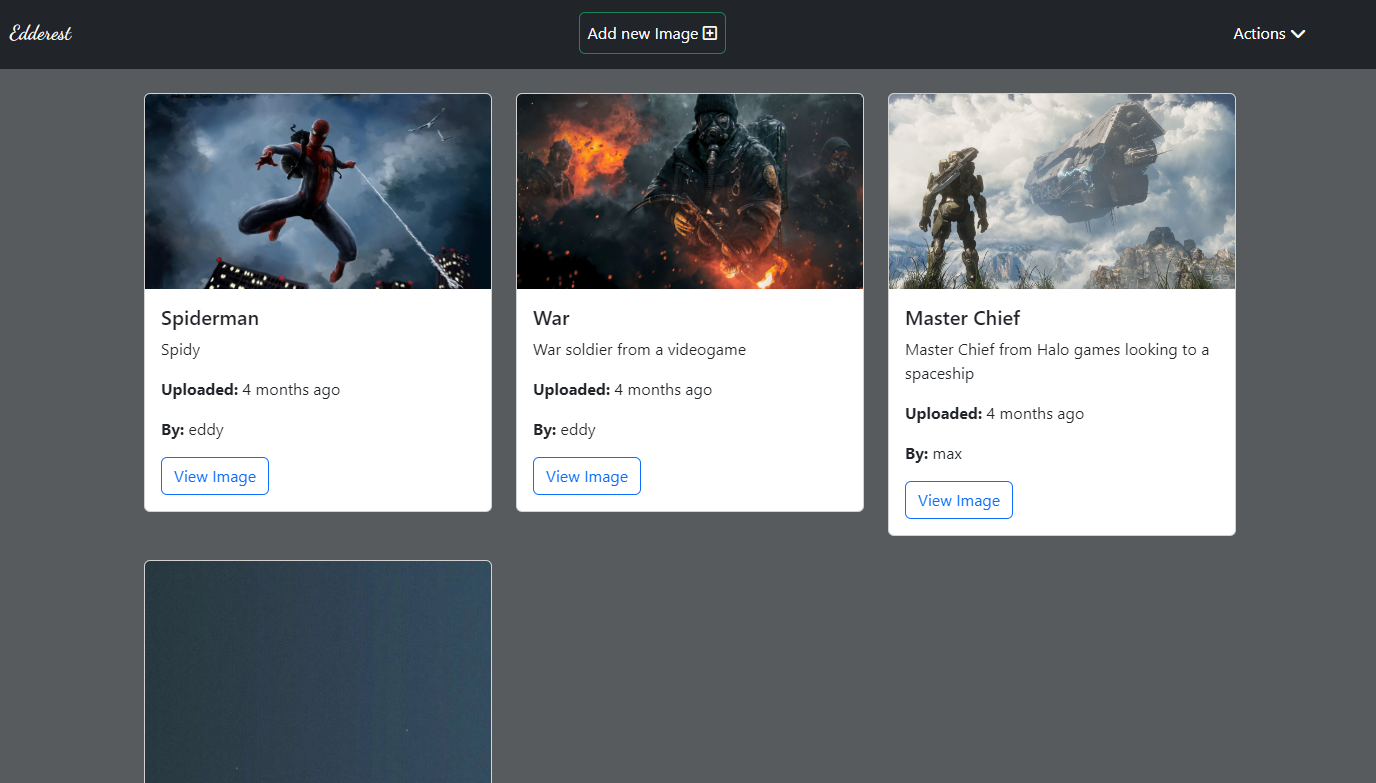 Edderest
Add new Image
Actions
Spiderman
Spidy
Uploaded: 4 months ago
By: eddy
View Image
War
War soldier from a videogame
Uploaded: 4 months ago
By: eddy
View Image
343
Master Chief
Master Chief from Halo games looking to a
spaceship
Uploaded: 4 months ago
By: max
View Image